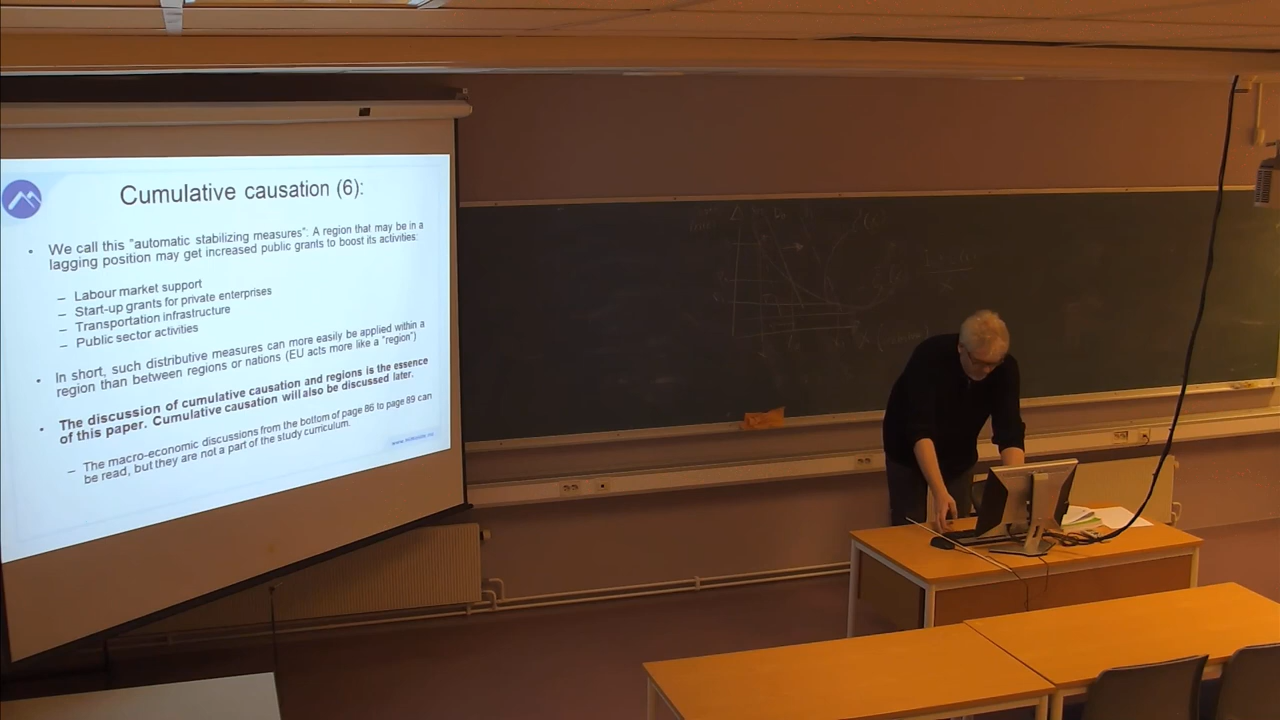 Cumulative causation (6):
• We call this "automatic stabilizing measures": A region that may be in a
lagging position may get increased public grants to boost its activities:
– Labour market support
– Start-up grants for private enterprises
– Transportation infrastructure
– Public sector activities
• In short, such distributive measures can more easily be applied within a
region than between regions or nations (EU acts more like a "region")
• The discussion of cumulative causation and regions is the essence
of this paper. Cumulative causation will also be discussed later.
– The macro-economic discussions from the bottom of page 86 to page 89 can
be read, but they are not a part of the study curriculum.